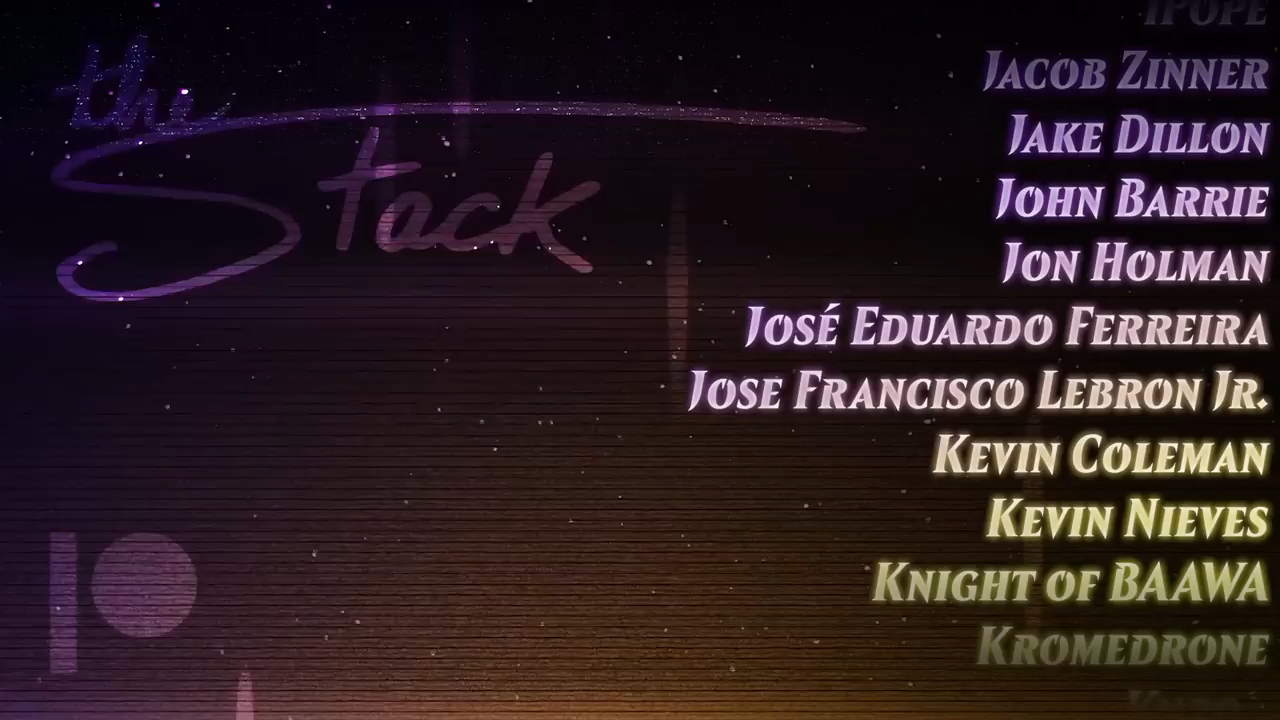 the
Stack
IPOPE
JACOB ZINNER
JAKE DILLON
JOHN BARRIE
JON HOLMAN
JOSÉ EDUARDO FERREIRA
JOSE FRANCISCO LEBRON JR.
KEVIN COLEMAN
KEVIN NIEVES
KNIGHT OF BAAWA
KROMEDRONE